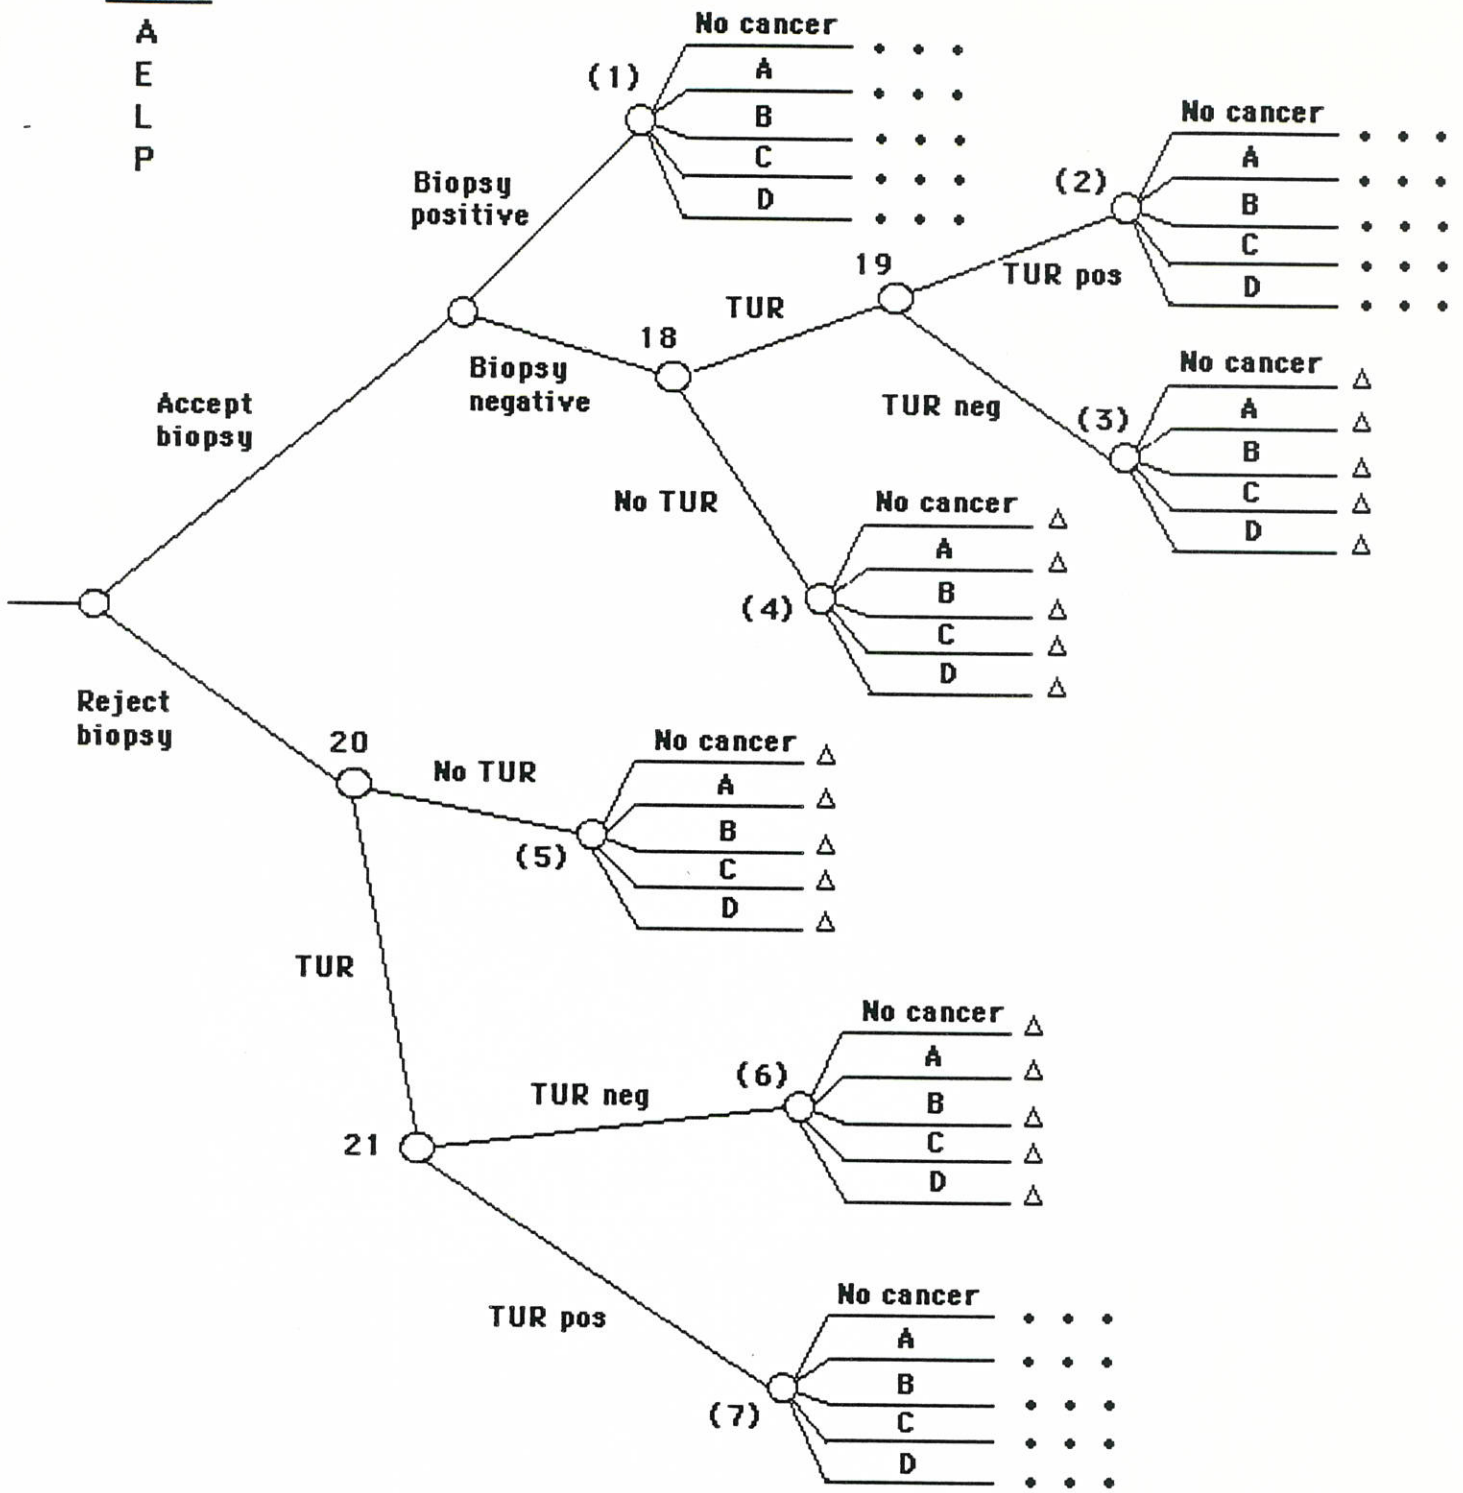 A
E
L
P
No cancer
(1)
A
B
C
D
Biopsy
positive
No cancer
(2)
A
B
C
D
19
TUR pos
TUR
18
Biopsy
negative
No cancer
TUR neg
(3)
A
B
C
D
Accept
biopsy
No TUR
No cancer
A
(4)
B
C
D
Reject
biopsy
20
No TUR
No cancer
A
B
(5)
C
D
TUR
No cancer
(6)
A
TUR neg
B
21
C
D
TUR pos
No cancer
A
B
(7)
C
D